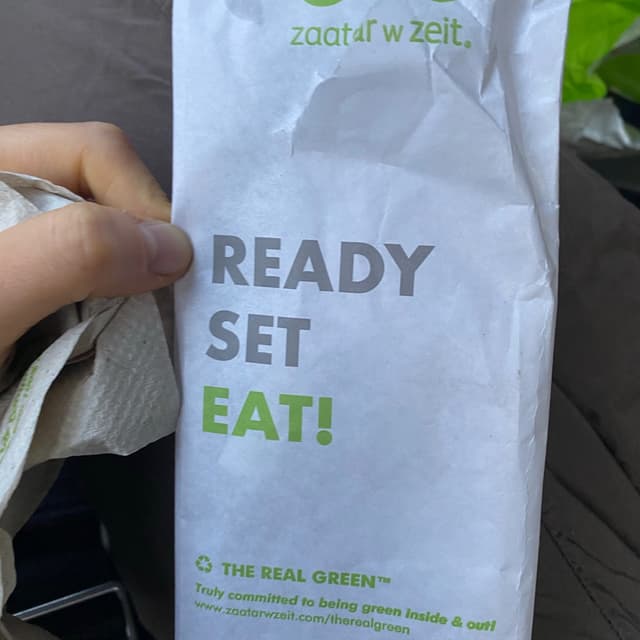 zaatar w zeit.
READY
SET
EAT!
THE REAL GREEN™
Truly committed to being green inside & out!
www.zaatarwzeit.com/therealgreen